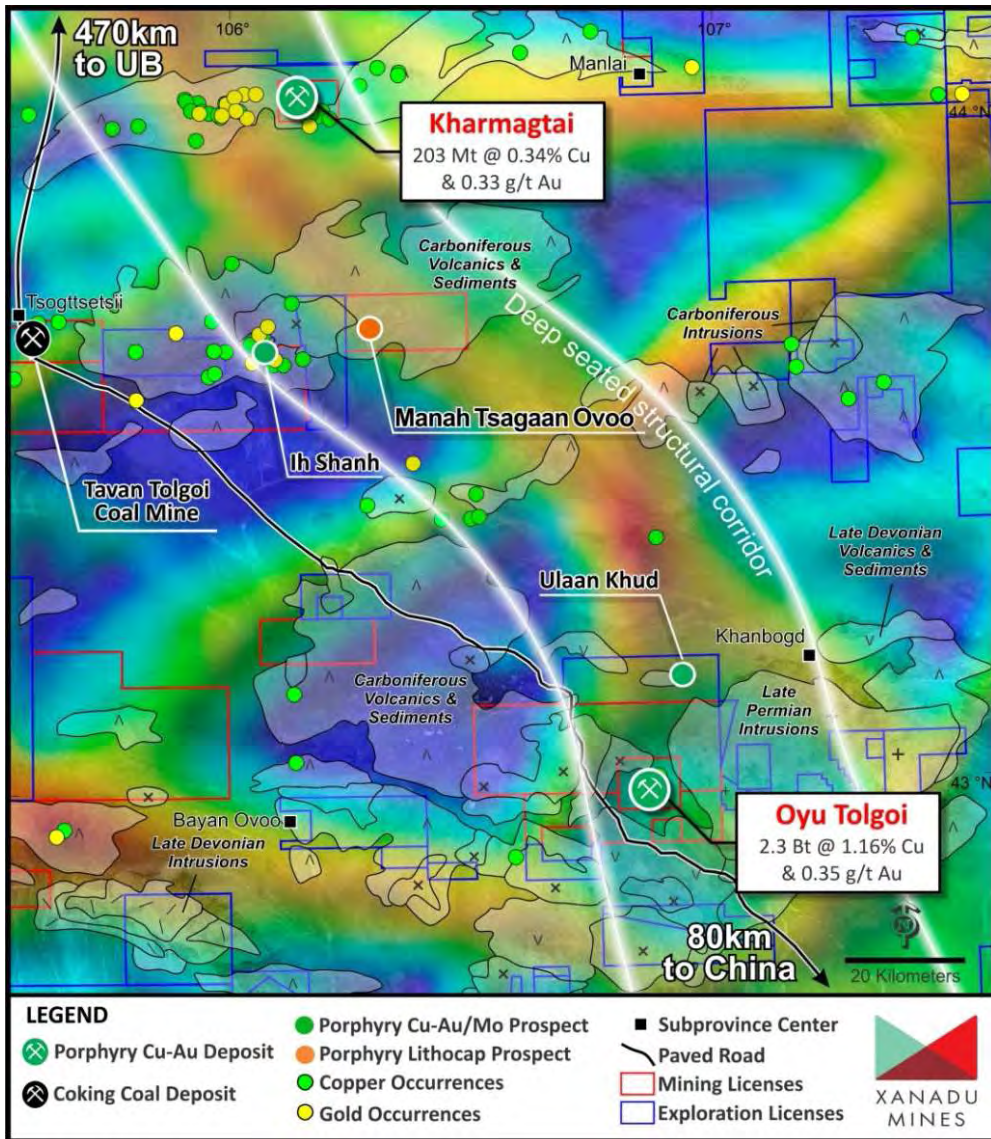 470km
to UB
106°
107°
Manlai
44 °N
Kharmagtai
203 Mt @ 0.34% Cu
& 0.33 g/t Au
Carboniferous
Volcanics &
Sediments
Tsogttsetsii
Deep seated structural corridor
Carboniferous
Intrusions
Manah Tsagaan Ovoo
Ih Shanh
Tavan Tolgoi
Coal Mine
Late Devonian
Volcanics &
Sediments
Ulaan Khud
Khanbogd
Carboniferous
Volcanics &
Sediments
Late
Permian
Intrusions
43 °N
Bayan Ovoo
Late Devonian
Intrusions
Oyu Tolgoi
2.3 Bt @ 1.16% Cu
& 0.35 g/t Au
80km
to China
20 Kilometers
LEGEND
Porphyry Cu-Au Deposit
Coking Coal Deposit
Porphyry Cu-Au/Mo Prospect
Porphyry Lithocap Prospect
Copper Occurrences
Gold Occurrences
Subprovince Center
Paved Road
Mining Licenses
Exploration Licenses
XANADU
MINES